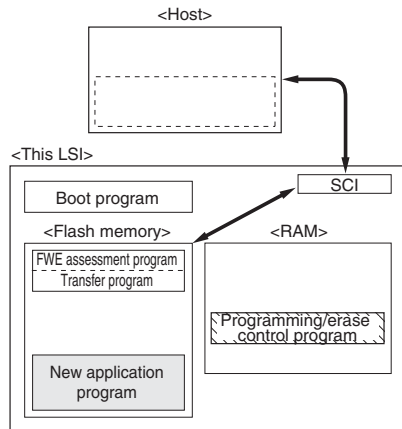 <Host>
<This LSI>
SCI
Boot program
<Flash memory>
<RAM>
FWE assessment program
Transfer program
Programming/erase
control program
New application
program